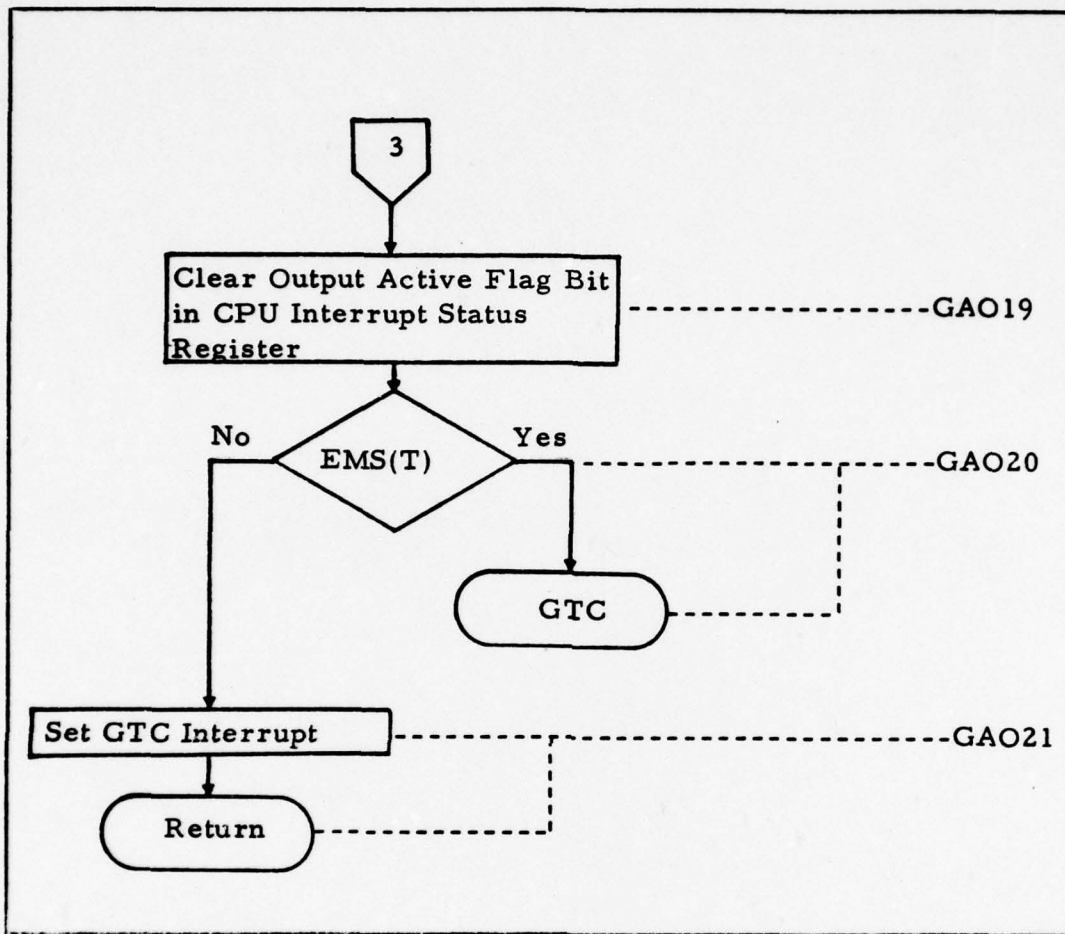 3
Clear Output Active Flag Bit
in CPU Interrupt Status
Register
GAO19
No
Yes
EMS(T)
GAO20
GTC
Set GTC Interrupt
GAO21
Return